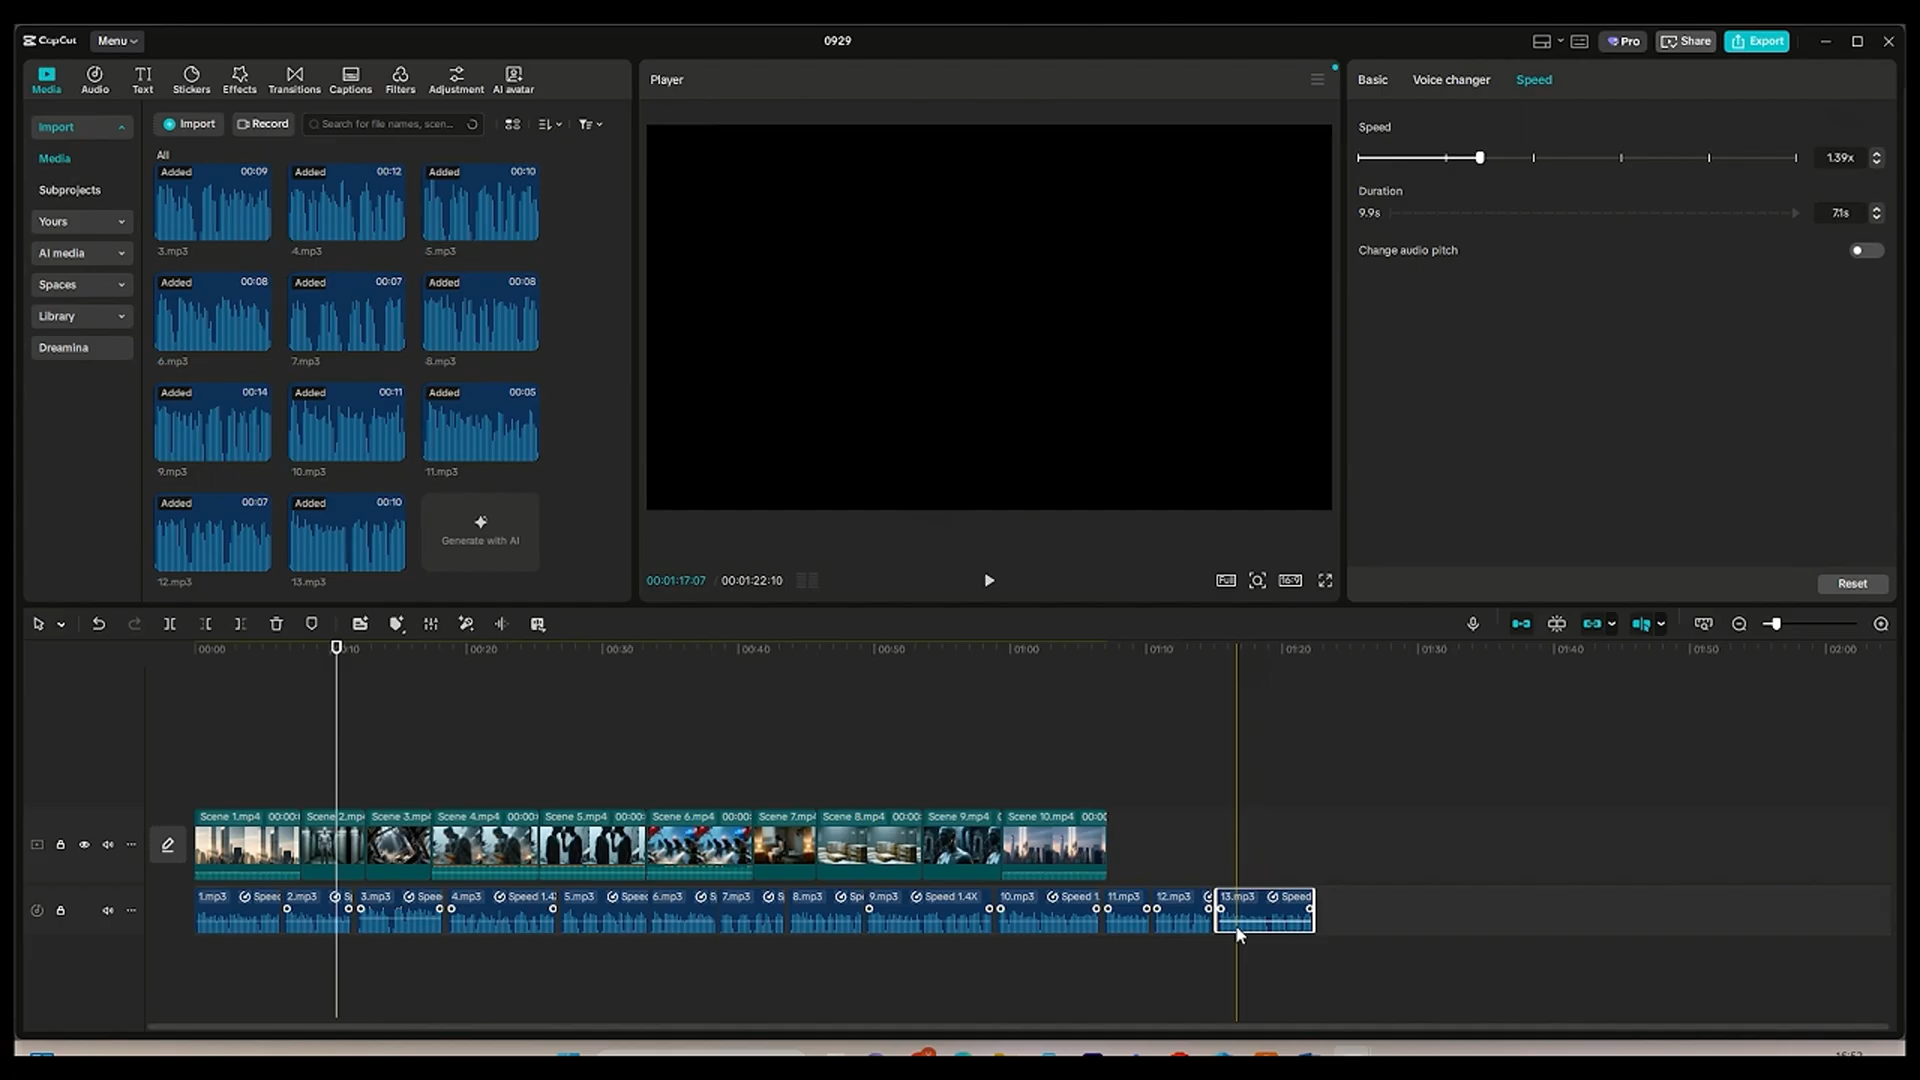 CapCut
Menu
0929
Pro
Share
Export
Media
Audio
Text
Stickers
Effects
Transitions
Captions
Filters
Adjustment
AI avatar
Import
Media
Subprojects
Yours
AI media
Spaces
Library
Dreamina
Import
Record
Search for file names, scen...
All
Added 00:09
Added 00:12
Added 00:10
3.mp3
4.mp3
5.mp3
Added 00:08
Added 00:07
Added 00:08
6.mp3
7.mp3
8.mp3
Added 00:14
Added 00:11
Added 00:05
9.mp3
10.mp3
11.mp3
Added 00:07
Added 00:10
Generate with AI
12.mp3
13.mp3
Player
00:01:17:07 / 00:01:22:10
Full
16:9
Basic
Voice changer
Speed
Speed
1.39x
Duration
9.9s
7.1s
Change audio pitch
Reset
00:00 :10 00:20 00:30 00:40 00:50 01:00 01:10 01:20 01:30 01:40 01:50 02:00
Scene 1.mp4 00:00: Scene 2.mp4 Scene 3.mp4 Scene 4.mp4 00:00: Scene 5.mp4 00:00: Scene 6.mp4 00:00: Scene 7.mp4 Scene 8.mp4 00:00: Scene 9.mp4 Scene 10.mp4 00:00
1.mp3 Speed 2.mp3 S 3.mp3 Spee 4.mp3 Speed 1.4X 5.mp3 Speed 6.mp3 S 7.mp3 S 8.mp3 Spe 9.mp3 Speed 1.4X 10.mp3 Speed 1. 11.mp3 12.mp3 13.mp3 Speed